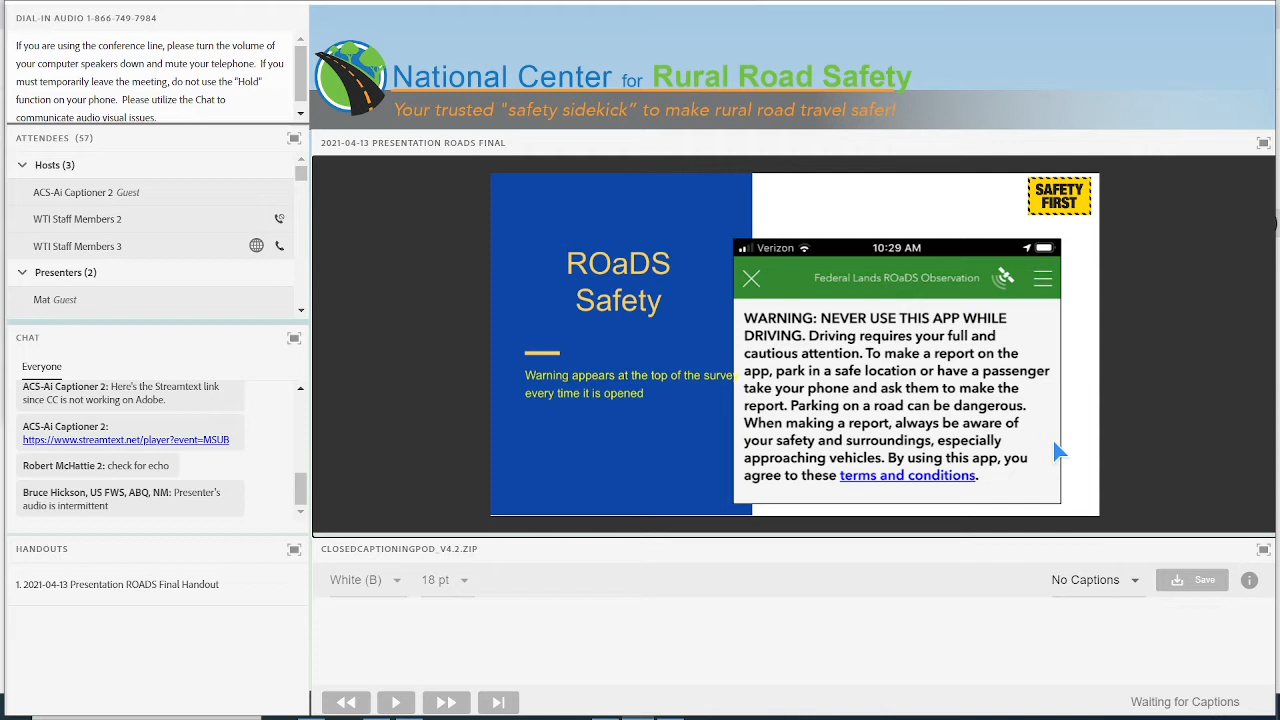 DIAL-IN AUDIO 1-866-749-7984
If you are using the conference line, please turn the volume of
your computer speakers down and mute your telephone. If you
must temporarily leave the meeting, do not use the "Hold"
function on your phone. Please utilize the Chat to
communicate audio visual issues.
ATTENDEES (57)
Hosts (3)
ACS-Ai Captioner 2 Guest
WTI Staff Members 2
WTI Staff Members 3
Presenters (2)
Mat Guest
CHAT
Everyone
ACS-Ai Captioner 2: Here's the Streamtext link
since CC is not working on Adobe.
ACS-Ai Captioner 2:
https://www.streamtext.net/player?event=MSUB
Robert McHattie 2: check for echo
Bruce Hickson, US FWS, ABQ, NM: Presenter's
audio is intermittent
HANDOUTS
1. 2021-04-13 Presentation ROADS Final Handout
National Center for Rural Road Safety
Your trusted "safety sidekick" to make rural road travel safer!
2021-04-13 PRESENTATION ROADS FINAL
ROaDS
Safety
Warning appears at the top of the survey
every time it is opened
SAFETY
FIRST
Verizon 10:29 AM
Federal Lands ROaDS Observation
WARNING: NEVER USE THIS APP WHILE
DRIVING. Driving requires your full and
cautious attention. To make a report on the
app, park in a safe location or have a passenger
take your phone and ask them to make the
report. Parking on a road can be dangerous.
When making a report, always be aware of
your safety and surroundings, especially
approaching vehicles. By using this app, you
agree to these terms and conditions.
CLOSEDCAPTIONINGPOD_V4.2.ZIP
White (B) 18 pt No Captions Save
Waiting for Captions